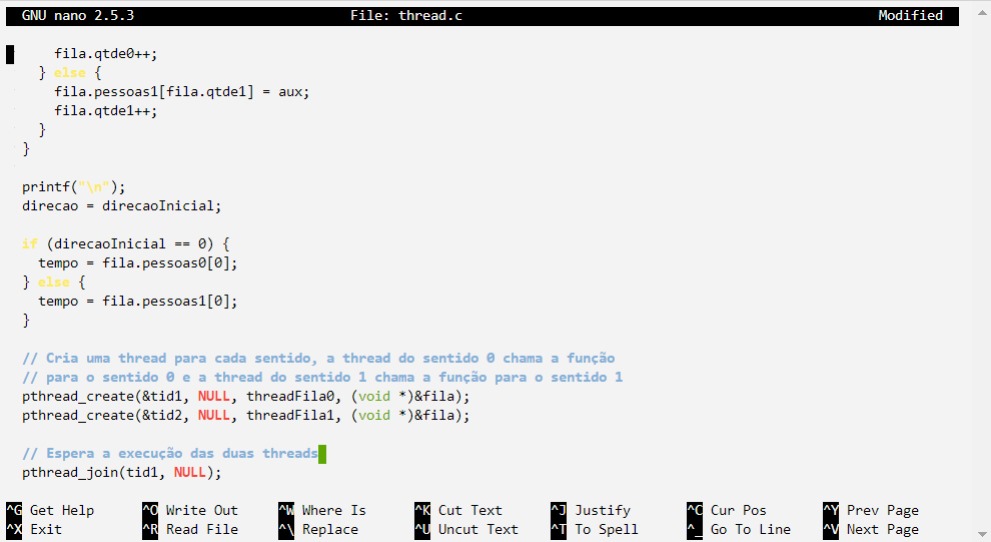 GNU nano 2.5.3 File: thread.c Modified
fila.qtde0++;
} else {
fila.pessoas1[fila.qtde1] = aux;
fila.qtde1++;
}
}
printf("\n");
direcao = direcaoInicial;
if (direcaoInicial == 0) {
tempo = fila.pessoas0[0];
} else {
tempo = fila.pessoas1[0];
}
// Cria uma thread para cada sentido, a thread do sentido 0 chama a função
// para o sentido 0 e a thread do sentido 1 chama a função para o sentido 1
pthread_create(&tid1, NULL, threadFila0, (void *)&fila);
pthread_create(&tid2, NULL, threadFila1, (void *)&fila);
// Espera a execução das duas threads
pthread_join(tid1, NULL);
^G Get Help ^O Write Out ^W Where Is ^K Cut Text ^J Justify ^C Cur Pos ^Y Prev Page
^X Exit ^R Read File ^\ Replace ^U Uncut Text ^T To Spell ^_ Go To Line ^V Next Page